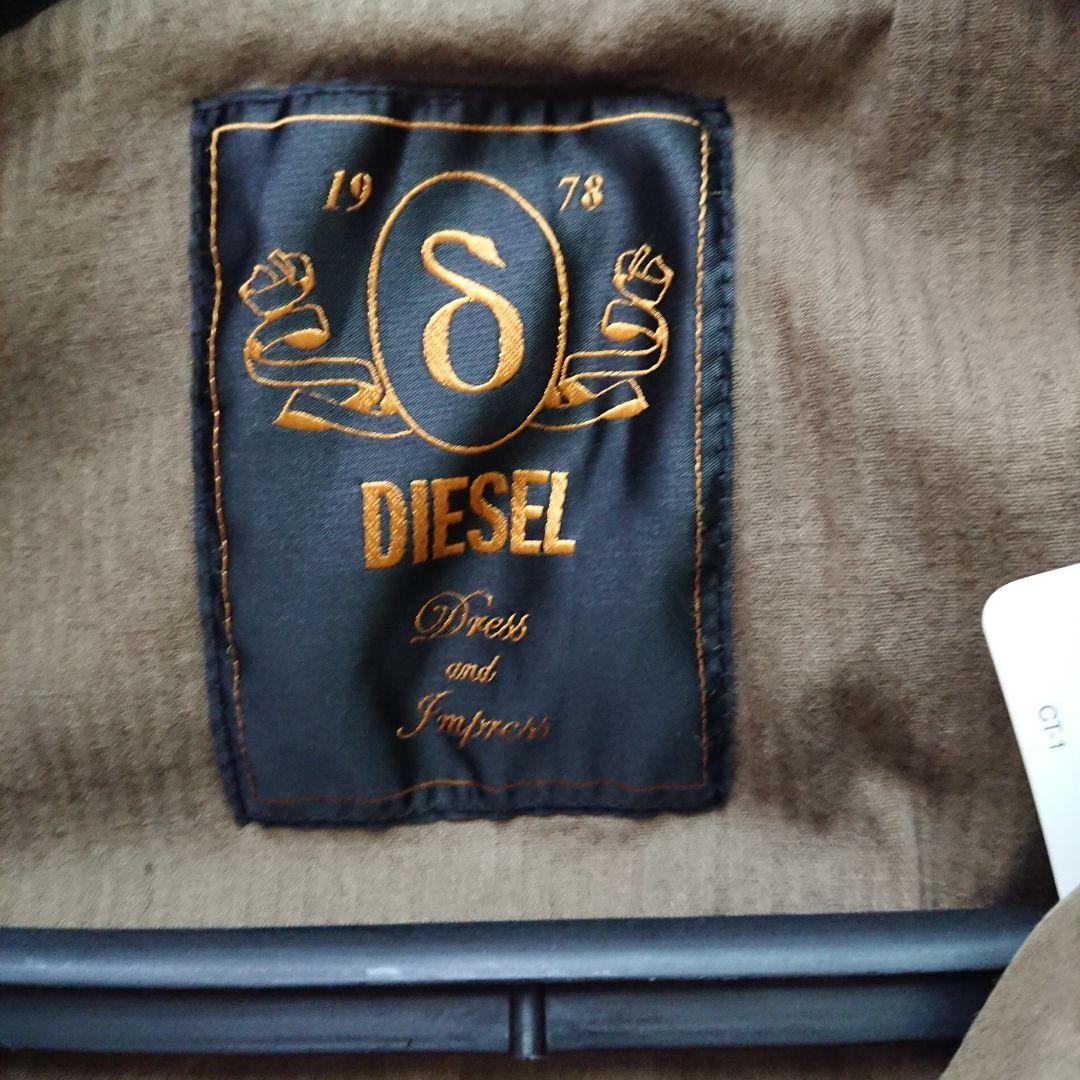 19 78
δ
DIESEL
Dress
and
Impress
CT-1